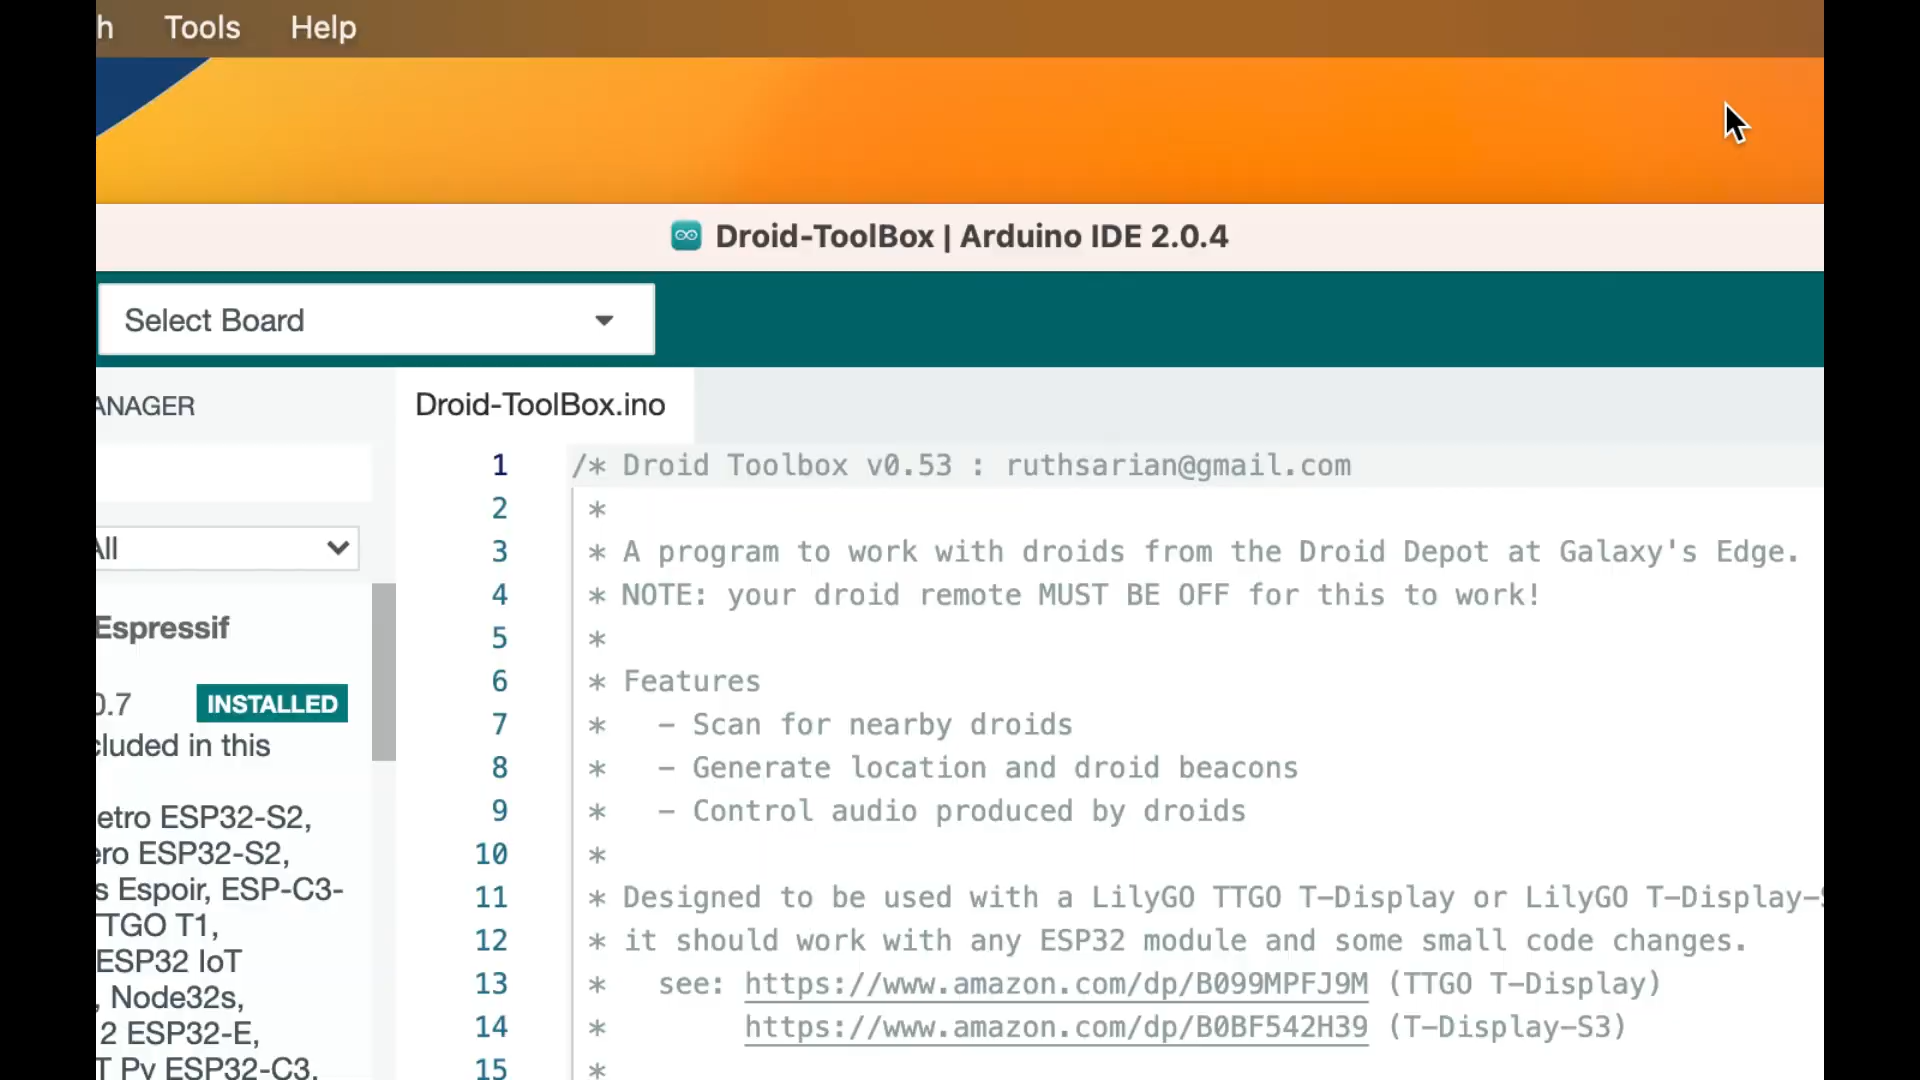 h Tools Help
Droid-ToolBox | Arduino IDE 2.0.4
Select Board
ANAGER
Droid-ToolBox.ino
All
Espressif
0.7 INSTALLED
cluded in this
etro ESP32-S2,
ero ESP32-S2,
s Espoir, ESP-C3-
TTGO T1,
ESP32 IoT
, Node32s,
2 ESP32-E,
T Py ESP32-C3,
1 /* Droid Toolbox v0.53 : ruthsarian@gmail.com
2 *
3 * A program to work with droids from the Droid Depot at Galaxy's Edge.
4 * NOTE: your droid remote MUST BE OFF for this to work!
5 *
6 * Features
7 * - Scan for nearby droids
8 * - Generate location and droid beacons
9 * - Control audio produced by droids
10 *
11 * Designed to be used with a LilyGO TTGO T-Display or LilyGO T-Display-S
12 * it should work with any ESP32 module and some small code changes.
13 * see: https://www.amazon.com/dp/B099MPFJ9M (TTGO T-Display)
14 * https://www.amazon.com/dp/B0BF542H39 (T-Display-S3)
15 *